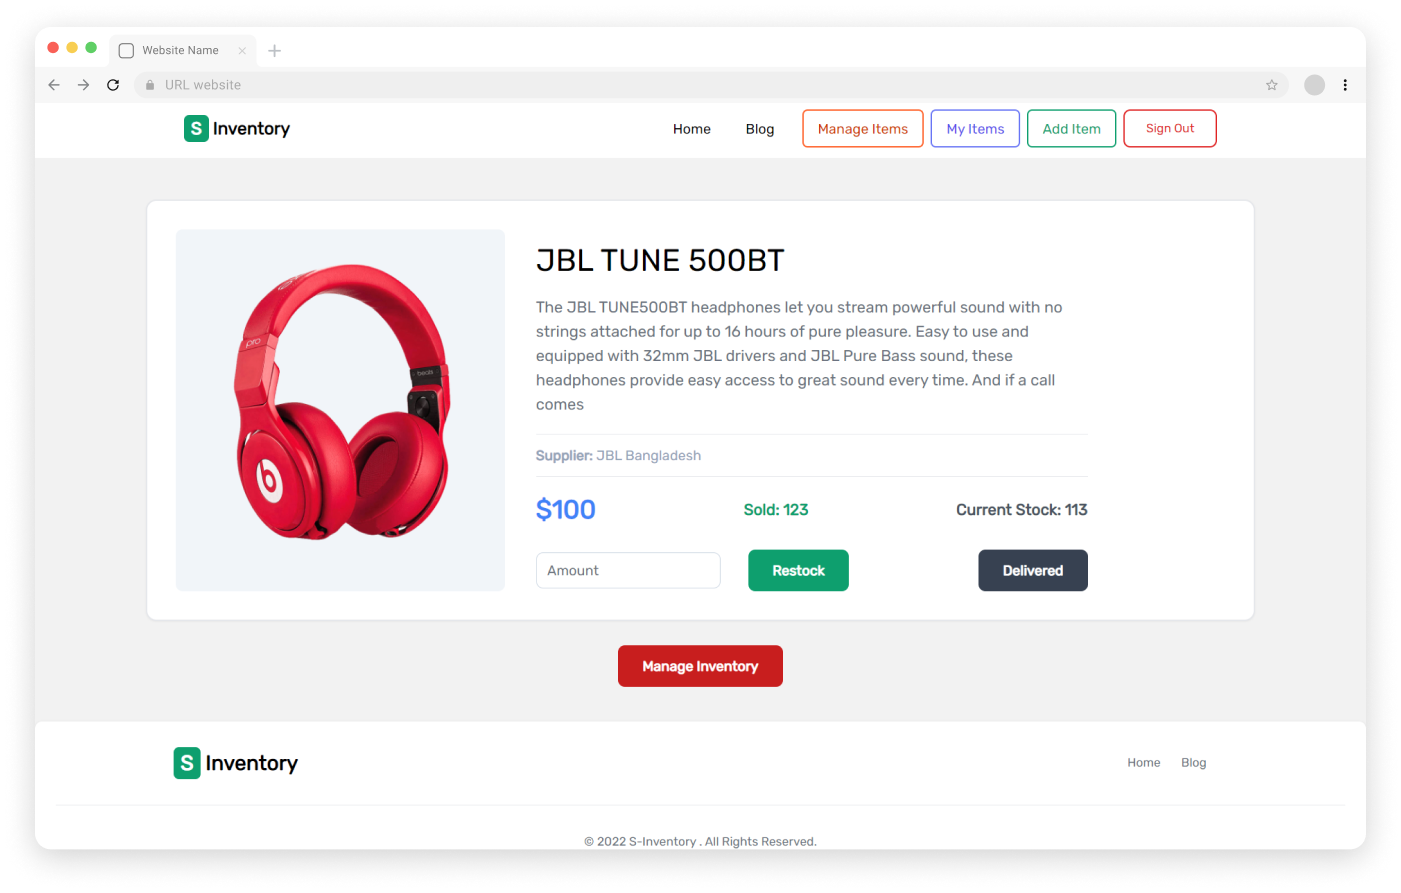 Website Name
URL website
S Inventory
Home Blog Manage Items My Items Add Item Sign Out
JBL TUNE 500BT
The JBL TUNE500BT headphones let you stream powerful sound with no
strings attached for up to 16 hours of pure pleasure. Easy to use and
equipped with 32mm JBL drivers and JBL Pure Bass sound, these
headphones provide easy access to great sound every time. And if a call
comes
pro
beats
b
Supplier: JBL Bangladesh
$100 Sold: 123 Current Stock: 113
Amount Restock Delivered
Manage Inventory
S Inventory
Home Blog
© 2022 S-Inventory . All Rights Reserved.